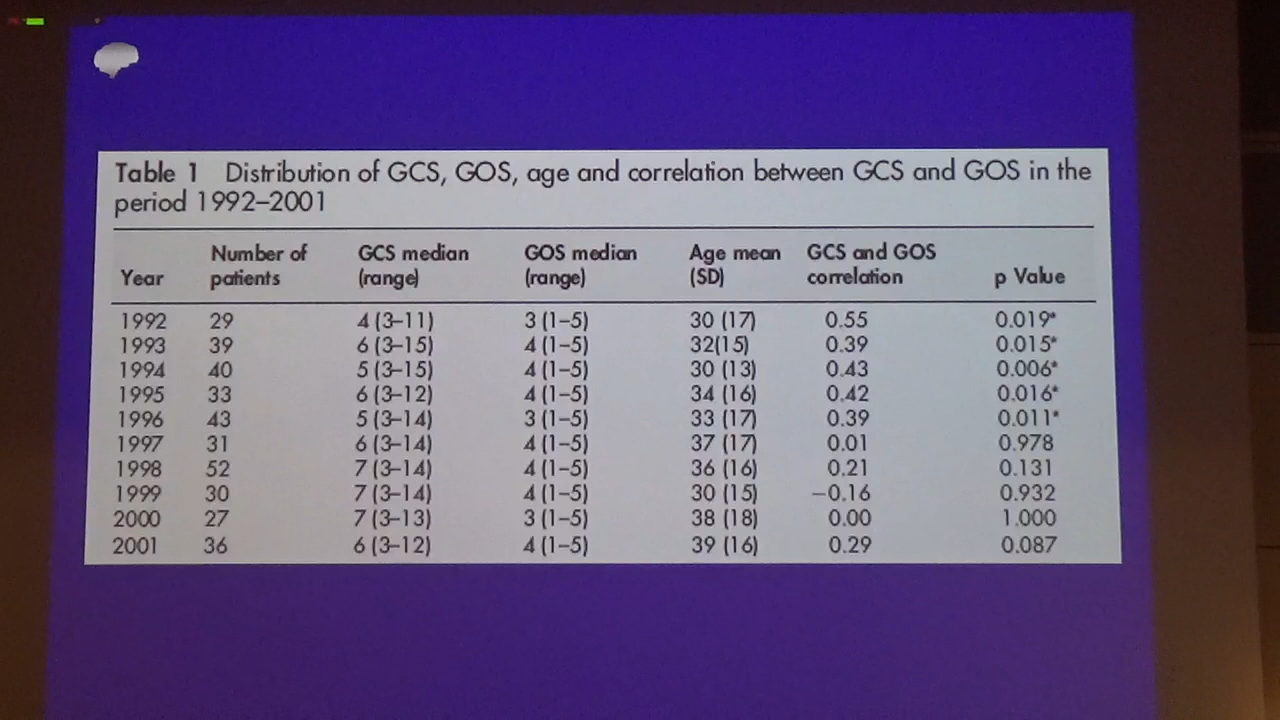 Table 1 Distribution of GCS, GOS, age and correlation between GCS and GOS in the
period 1992–2001
Year Number of patients GCS median (range) GOS median (range) Age mean (SD) GCS and GOS correlation p Value
1992 29 4 (3–11) 3 (1–5) 30 (17) 0.55 0.019*
1993 39 6 (3–15) 4 (1–5) 32(15) 0.39 0.015*
1994 40 5 (3–15) 4 (1–5) 30 (13) 0.43 0.006*
1995 33 6 (3–12) 4 (1–5) 34 (16) 0.42 0.016*
1996 43 5 (3–14) 3 (1–5) 33 (17) 0.39 0.011*
1997 31 6 (3–14) 4 (1–5) 37 (17) 0.01 0.978
1998 52 7 (3–14) 4 (1–5) 36 (16) 0.21 0.131
1999 30 7 (3–14) 4 (1–5) 30 (15) −0.16 0.932
2000 27 7 (3–13) 3 (1–5) 38 (18) 0.00 1.000
2001 36 6 (3–12) 4 (1–5) 39 (16) 0.29 0.087